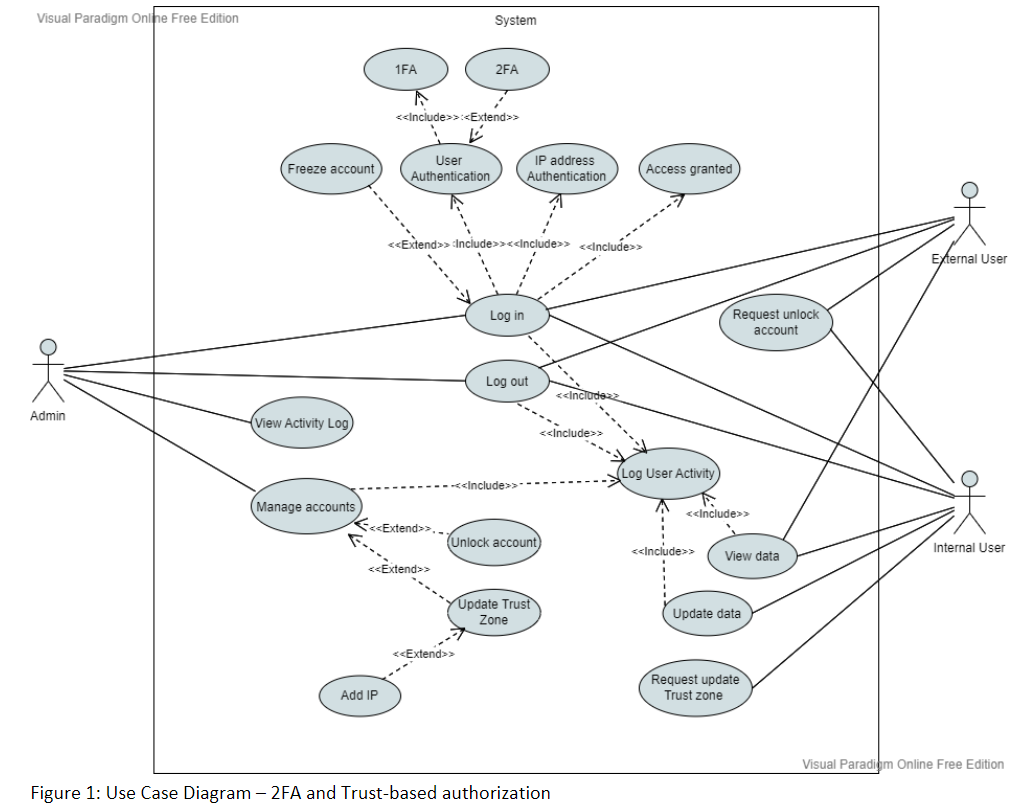 Visual Paradigm Online Free Edition
System
1FA
2FA
<<Include>>
<<Extend>>
Freeze account
User
Authentication
IP address
Authentication
Access granted
<<Extend>>
<<Include>>
<<Include>>
<<Include>>
External User
Log in
Request unlock
account
Admin
Log out
<<Include>>
View Activity Log
<<Include>>
Log User Activity
Manage accounts
<<Include>>
<<Include>>
Internal User
<<Extend>>
Unlock account
<<Include>>
View data
<<Extend>>
Update Trust
Zone
Update data
<<Extend>>
Add IP
Request update
Trust zone
Visual Paradigm Online Free Edition
Figure 1: Use Case Diagram – 2FA and Trust-based authorization